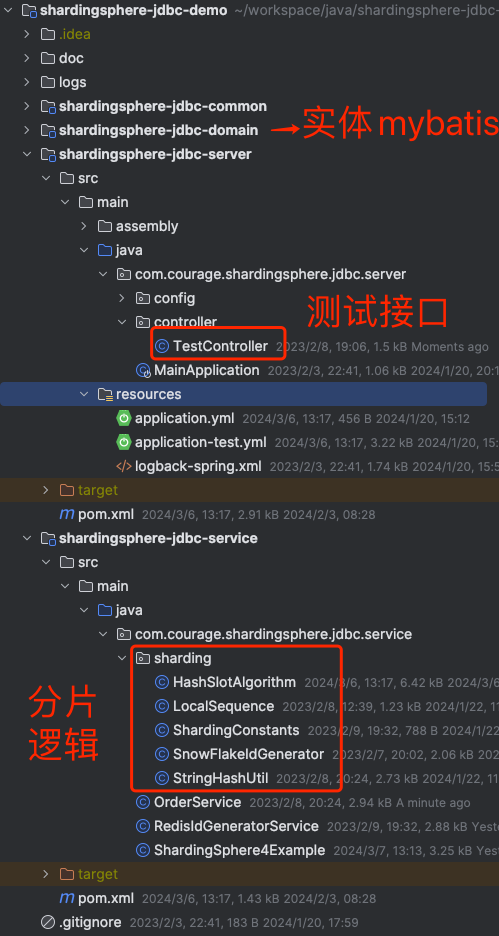 shardingsphere-jdbc-demo ~/workspace/java/shardingsphere-jdbc-
.idea
doc
logs
shardingsphere-jdbc-common
shardingsphere-jdbc-domain 实体 mybatis
shardingsphere-jdbc-server
src
main
assembly
java
com.courage.shardingsphere.jdbc.server
config
测试接口
controller
TestController 2023/2/8, 19:06, 1.5 kB Moments ago
MainApplication 2023/2/3, 22:41, 1.06 kB 2024/1/20, 20:1
resources
application.yml 2024/3/6, 13:17, 456 B 2024/1/20, 15:12
application-test.yml 2024/3/6, 13:17, 3.22 kB 2024/1/20, 15:
logback-spring.xml 2023/2/3, 22:41, 1.74 kB 2024/1/20, 15:5
target
pom.xml 2024/3/6, 13:17, 2.91 kB 2024/2/3, 08:28
shardingsphere-jdbc-service
src
main
java
com.courage.shardingsphere.jdbc.service
sharding
分片
逻辑
HashSlotAlgorithm 2024/3/6, 13:17, 6.42 kB 2024/3
LocalSequence 2023/2/8, 12:39, 1.23 kB 2024/1/22, 11
ShardingConstants 2023/2/9, 19:32, 788 B 2024/1/22
SnowFlakeIdGenerator 2023/2/7, 20:02, 2.06 kB 20
StringHashUtil 2023/2/8, 20:24, 2.73 kB 2024/1/22, 11:
OrderService 2023/2/8, 20:24, 2.94 kB A minute ago
RedisIdGeneratorService 2023/2/9, 19:32, 2.88 kB Yest
ShardingSphere4Example 2024/3/7, 13:13, 3.25 kB Yest
target
pom.xml 2024/3/6, 13:17, 1.43 kB 2024/2/3, 08:28
.gitignore 2023/2/3, 22:41, 183 B 2024/1/20, 17:59